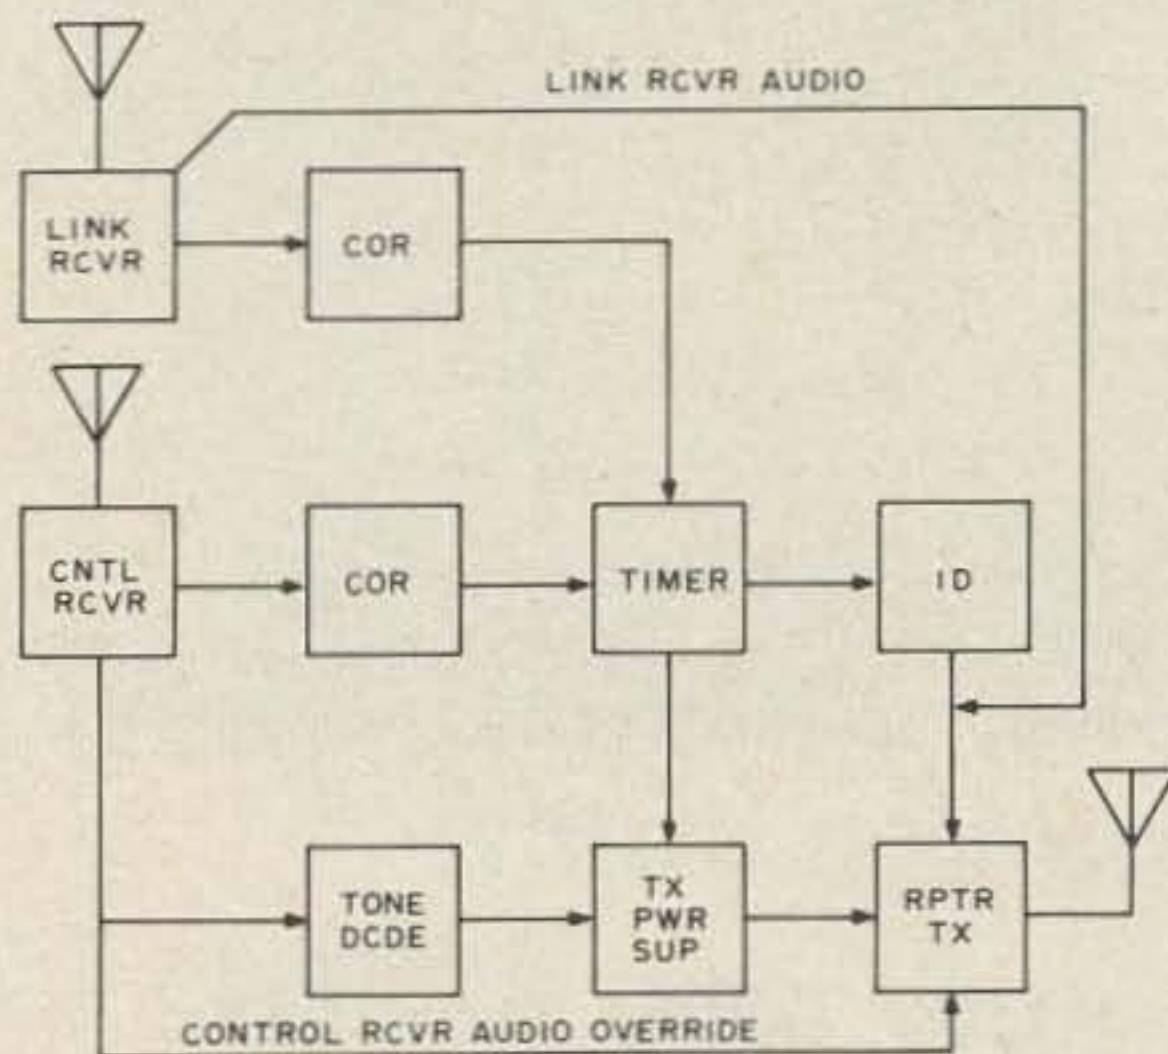 LINK RCVR AUDIO
LINK
RCVR
COR
CNTL
RCVR
COR
TIMER
ID
TONE
DCDE
TX
PWR
SUP
RPTR
TX
CONTROL RCVR AUDIO OVERRIDE